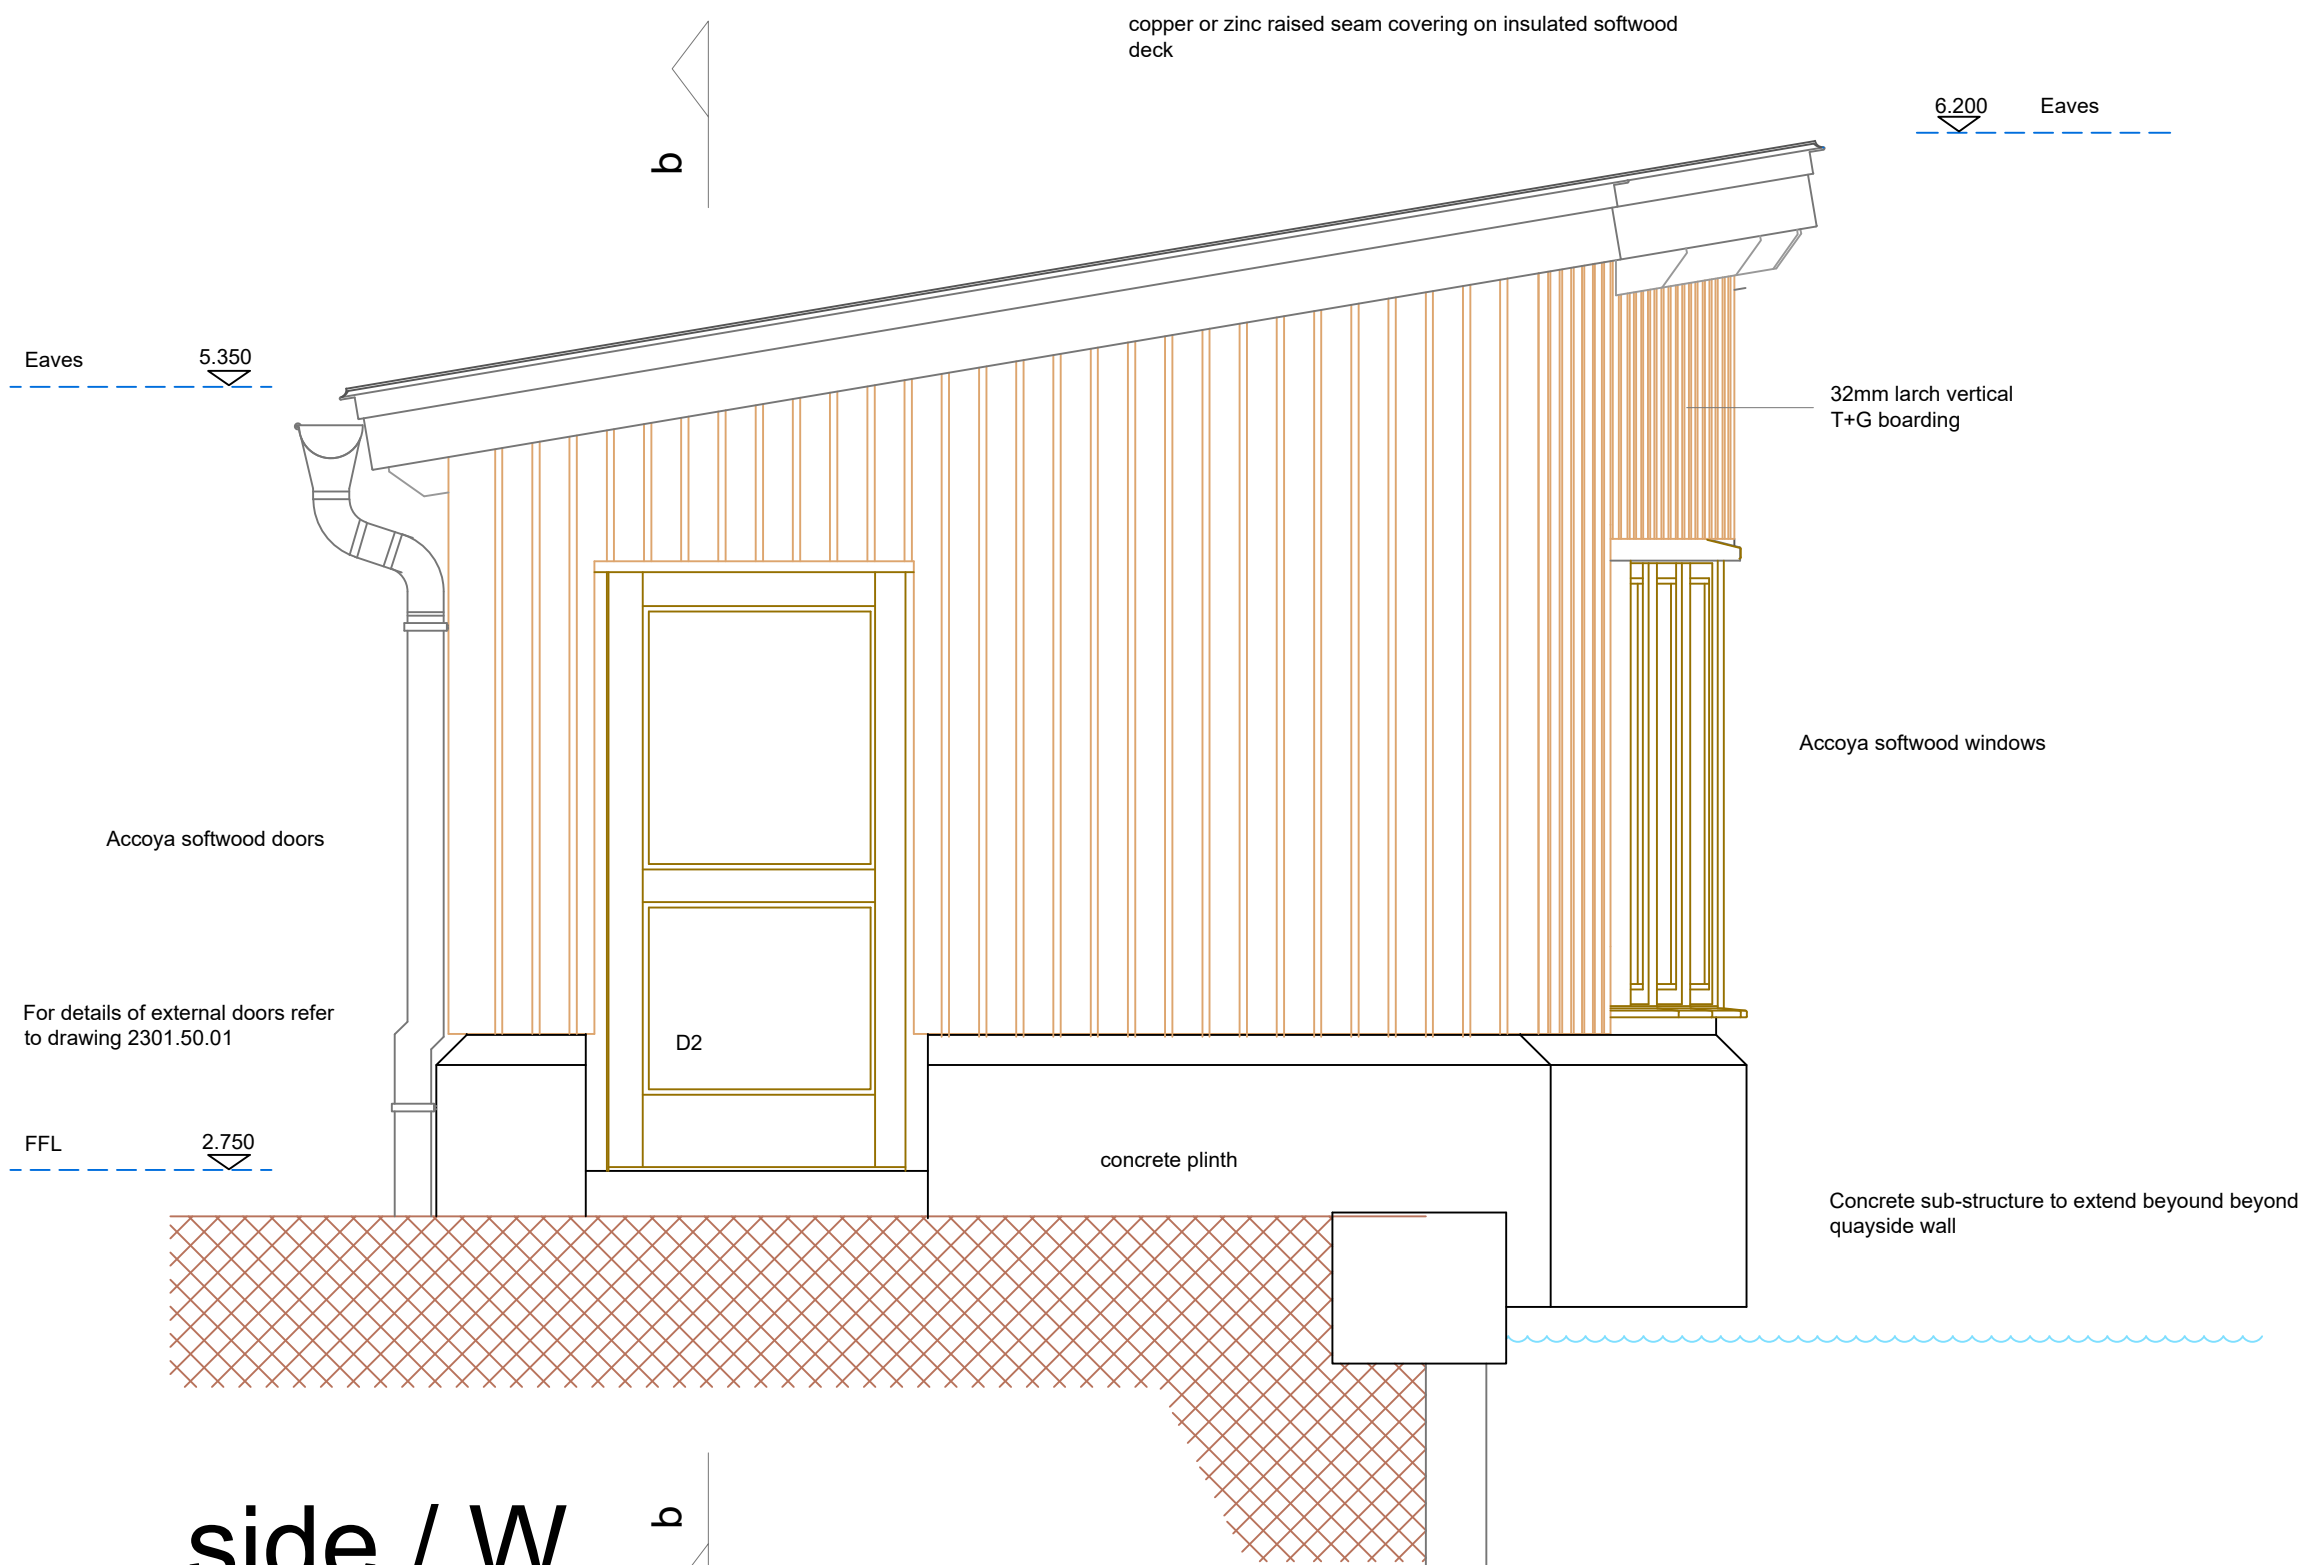 copper or zinc raised seam covering on insulated softwood
deck
6.200 Eaves
b
Eaves 5.350
32mm larch vertical
T+G boarding
Accoya softwood windows
Accoya softwood doors
For details of external doors refer
to drawing 2301.50.01
D2
FFL 2.750
concrete plinth
Concrete sub-structure to extend beyound beyond
quayside wall
side / W
b